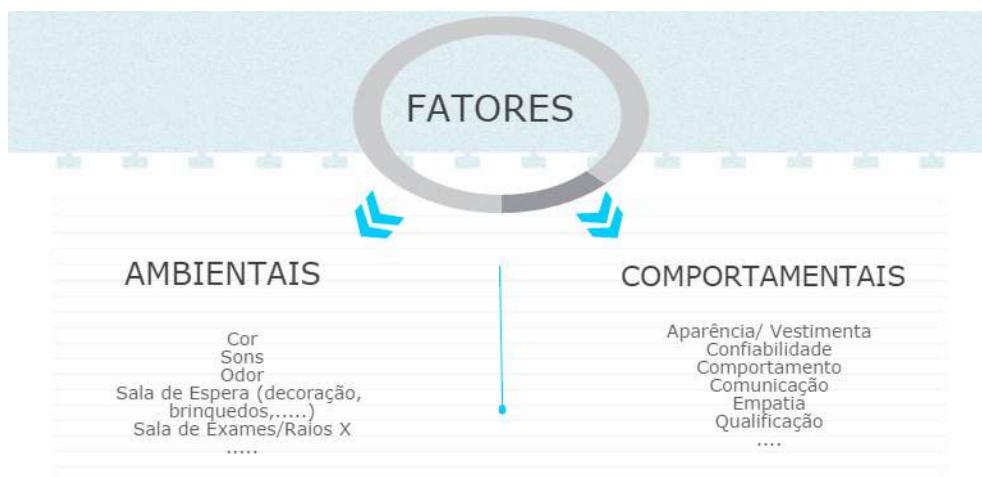 FATORES
AMBIENTAIS
Cor
Sons
Odor
Sala de Espera (decoração,
brinquedos,.....)
Sala de Exames/Raios X
.....
COMPORTAMENTAIS
Aparência/ Vestimenta
Confiabilidade
Comportamento
Comunicação
Empatia
Qualificação
....